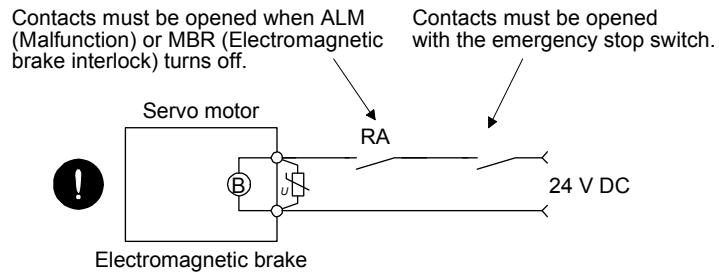 Contacts must be opened when ALM
(Malfunction) or MBR (Electromagnetic
brake interlock) turns off.
Contacts must be opened
with the emergency stop switch.
Servo motor
RA
B
U
24 V DC
Electromagnetic brake